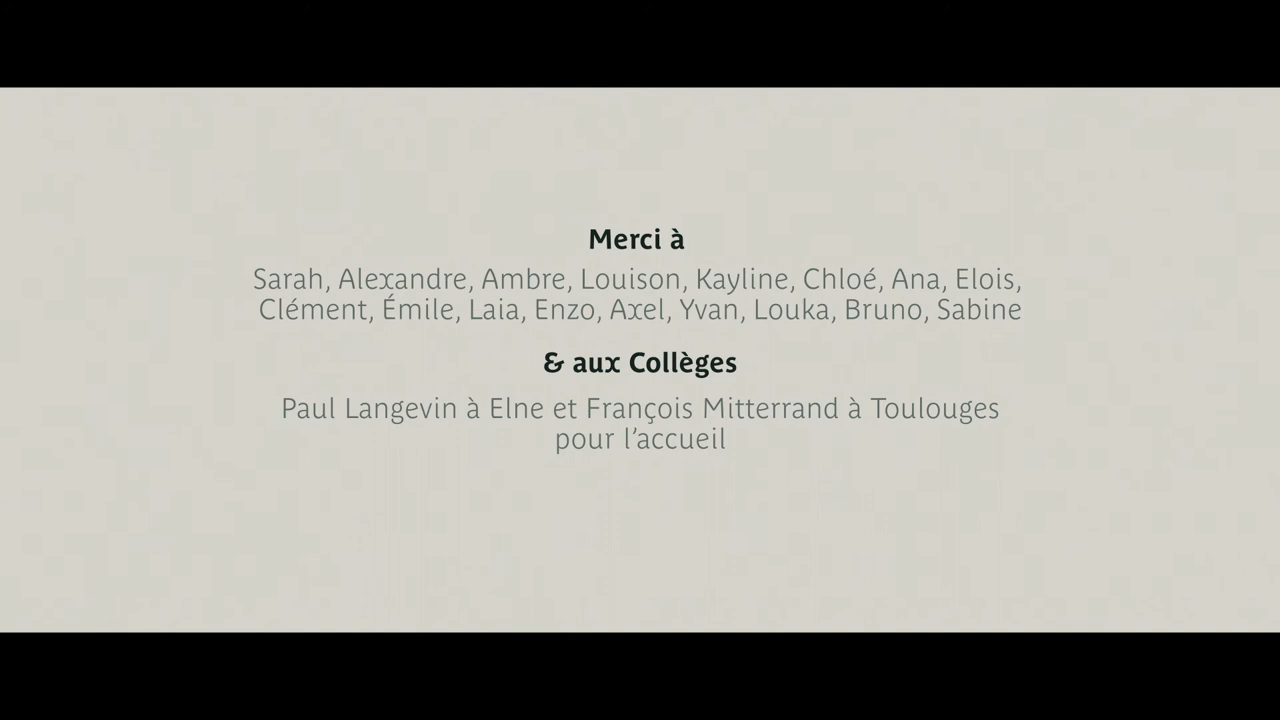 Merci à
Sarah, Alexandre, Ambre, Louison, Kayline, Chloé, Ana, Elois,
Clément, Émile, Laia, Enzo, Axel, Yvan, Louka, Bruno, Sabine
& aux Collèges
Paul Langevin à Elne et François Mitterrand à Toulouges
pour l’accueil